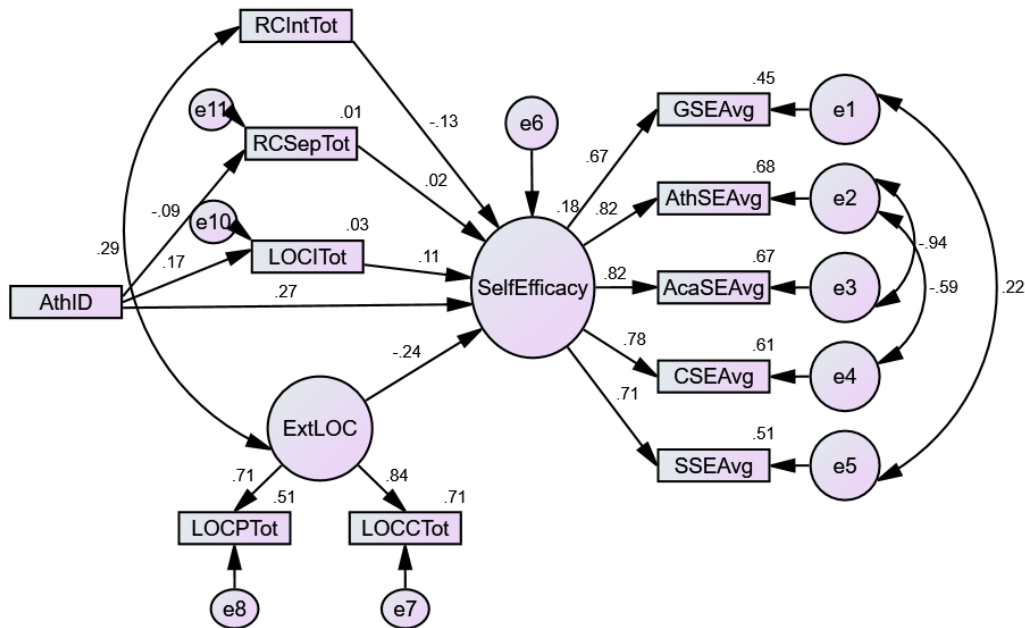 RCIntTot
e11
.01
RCSepTot
-.13
e6
.45
GSEAvg
e1
.67
.02
-.09
e10
.03
LOCITot
.18
.82
.68
AthSEAvg
e2
-.94
.29
.17
.11
SelfEfficacy
.82
.67
AcaSEAvg
e3
-.59
.22
AthID
.27
-.24
.78
.61
CSEAvg
e4
.71
ExtLOC
.51
SSEAvg
e5
.71
.51
.84
.71
LOCPTot
LOCCTot
e8
e7